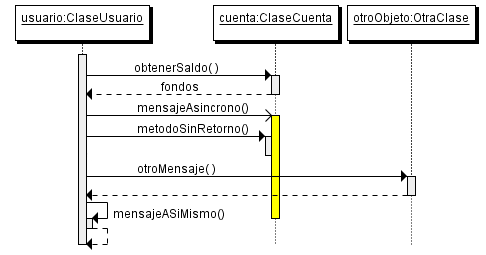 usuario:ClaseUsuario
cuenta:ClaseCuenta
otroObjeto:OtraClase
obtenerSaldo( )
fondos
mensajeAsincrono()
metodoSinRetorno()
otroMensaje( )
mensajeASiMismo()